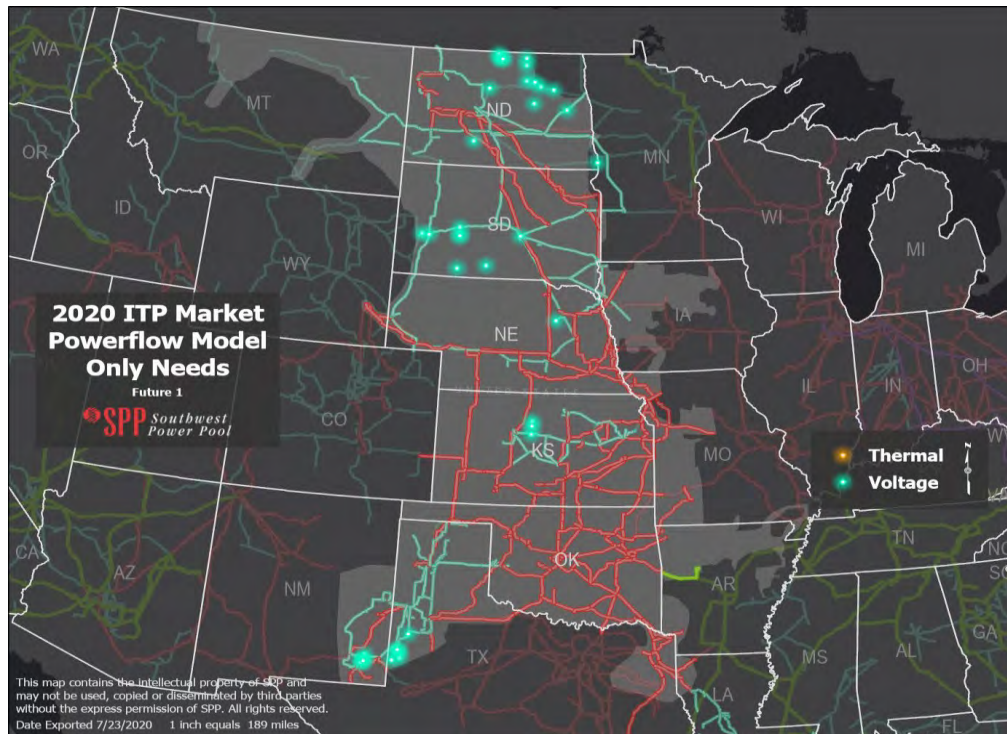 WA
MT
ND
MN
OR
ID
SD
WI
MI
WY
2020 ITP Market
Powerflow Model
Only Needs
Future 1
SPP Southwest
Power Pool
NE
IA
UNITED STATES
CO
IL
IN
OH
KS
MO
Thermal
Voltage
N
CA
AZ
NM
OK
AR
TN
NC
SC
TX
MS
AL
GA
LA
FL
This map contains the intellectual property of SPP and
may not be used, copied or disseminated by third parties
without the express permission of SPP. All rights reserved.
Date Exported 7/23/2020 1 inch equals 189 miles